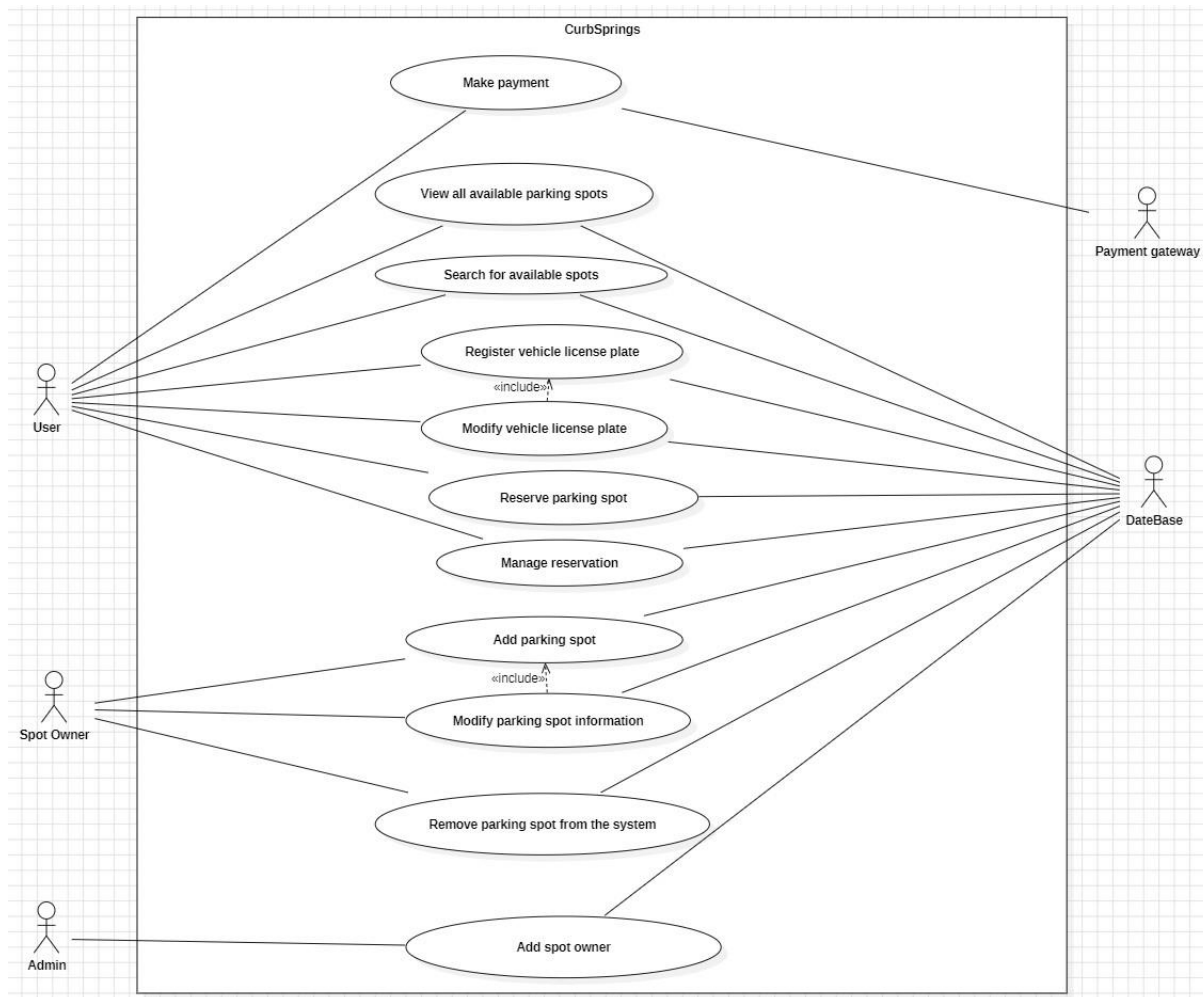 CurbSprings
Make payment
View all available parking spots
Payment gateway
Search for available spots
Register vehicle license plate
«include»
User
Modify vehicle license plate
Reserve parking spot
DateBase
Manage reservation
Add parking spot
«include»
Spot Owner
Modify parking spot information
Remove parking spot from the system
Add spot owner
Admin